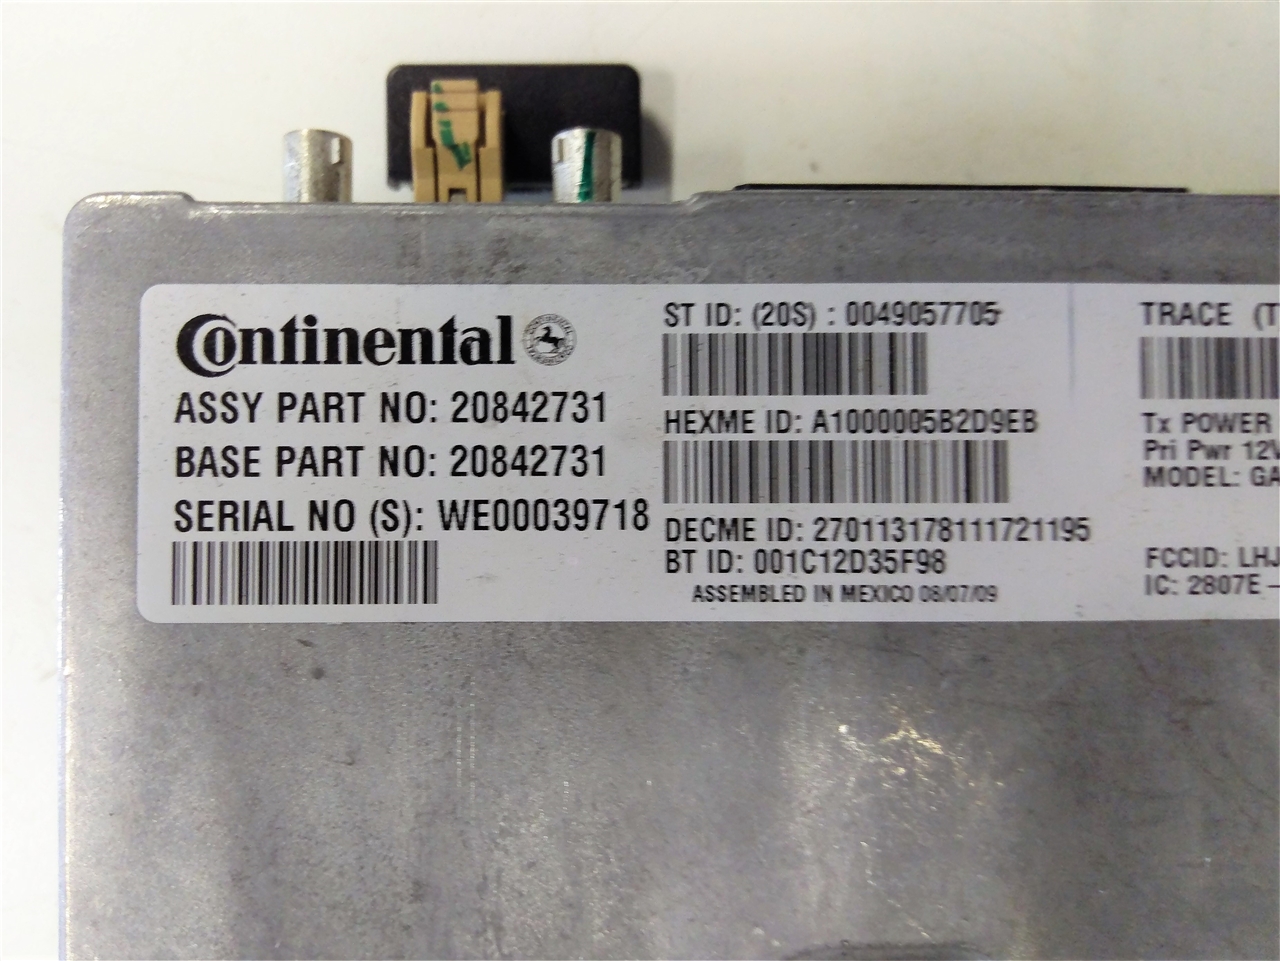 Continental
ASSY PART NO: 20842731
BASE PART NO: 20842731
SERIAL NO (S): WE00039718
ST ID: (20S) : 0049057705
HEXME ID: A1000005B2D9EB
DECME ID: 270113178111721195
BT ID: 001C12D35F98
ASSEMBLED IN MEXICO 08/07/09
TRACE (T
Tx POWER
Pri Pwr 12V
MODEL: GA
FCCID: LHJ
IC: 2807E-